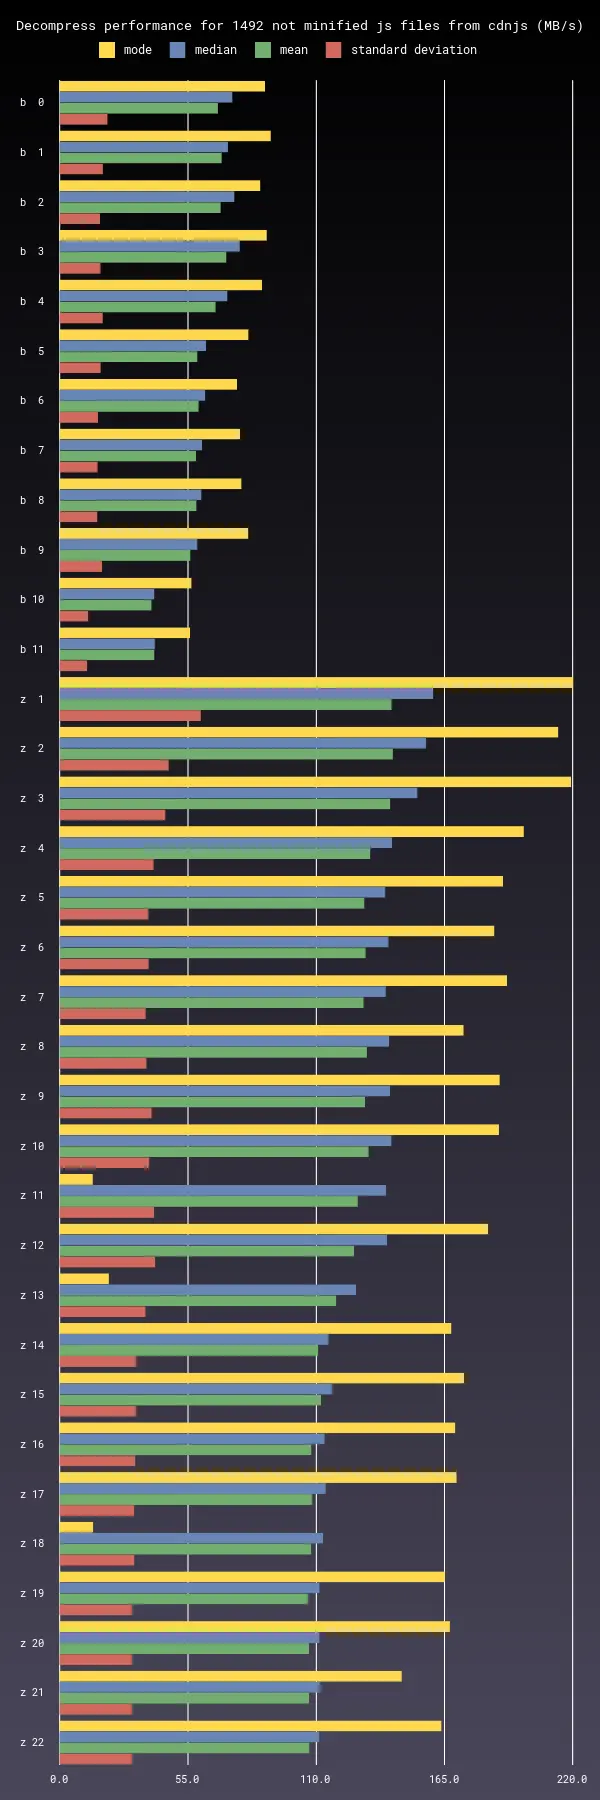 Decompress performance for 1492 not minified js files from cdnjs (MB/s)
mode median mean standard deviation
b 0
b 1
b 2
b 3
b 4
b 5
b 6
b 7
b 8
b 9
b 10
b 11
z 1
z 2
z 3
z 4
z 5
z 6
z 7
z 8
z 9
z 10
z 11
z 12
z 13
z 14
z 15
z 16
z 17
z 18
z 19
z 20
z 21
z 22
0.0 55.0 110.0 165.0 220.0